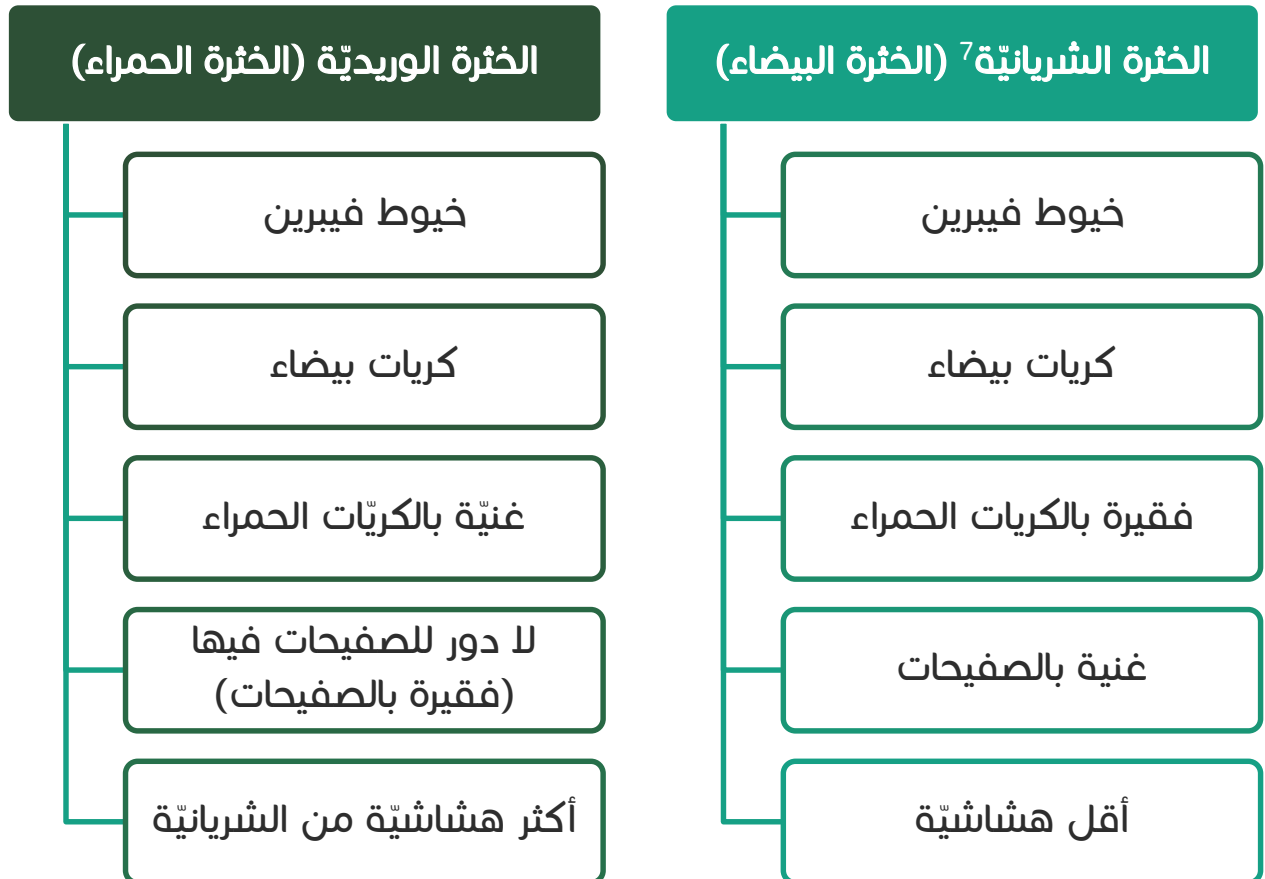 الخثرة الشريانيّة⁷ (الخثرة البيضاء)
خيوط فيبرين
كريات بيضاء
فقيرة بالكريات الحمراء
غنية بالصفيحات
أقل هشاشيّة
الخثرة الوريديّة (الخثرة الحمراء)
خيوط فيبرين
كريات بيضاء
غنيّة بالكريّات الحمراء
لا دور للصفيحات فيها
(فقيرة بالصفيحات)
أكثر هشاشيّة من الشريانيّة